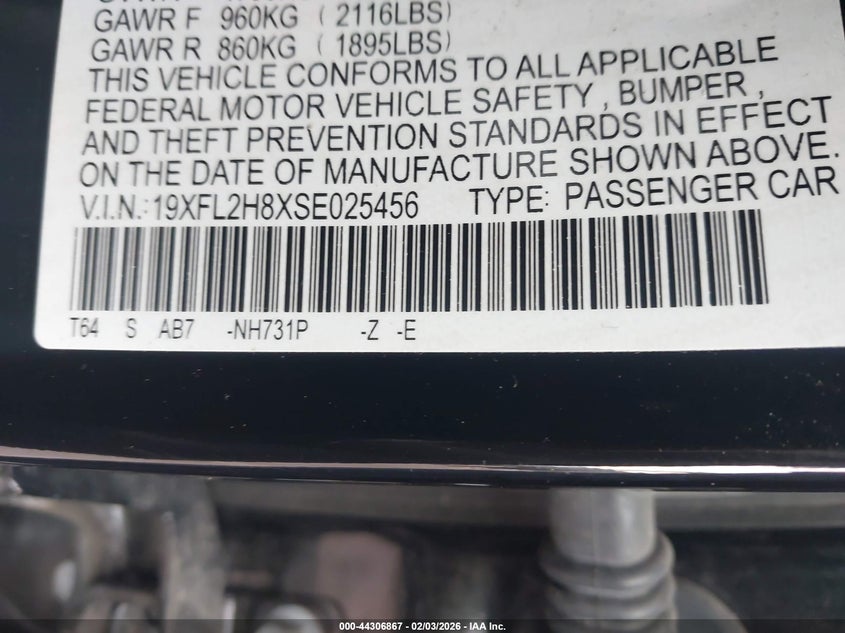 GAWR F 960KG ( 2116LBS)
GAWR R 860KG ( 1895LBS)
THIS VEHICLE CONFORMS TO ALL APPLICABLE
FEDERAL MOTOR VEHICLE SAFETY , BUMPER ,
AND THEFT PREVENTION STANDARDS IN EFFECT
ON THE DATE OF MANUFACTURE SHOWN ABOVE.
V.I.N.: 19XFL2H8XSE025456 TYPE: PASSENGER CAR
T64 S AB7 -NH731P -Z -E
000-44306867 - 02/03/2026 - IAA Inc.